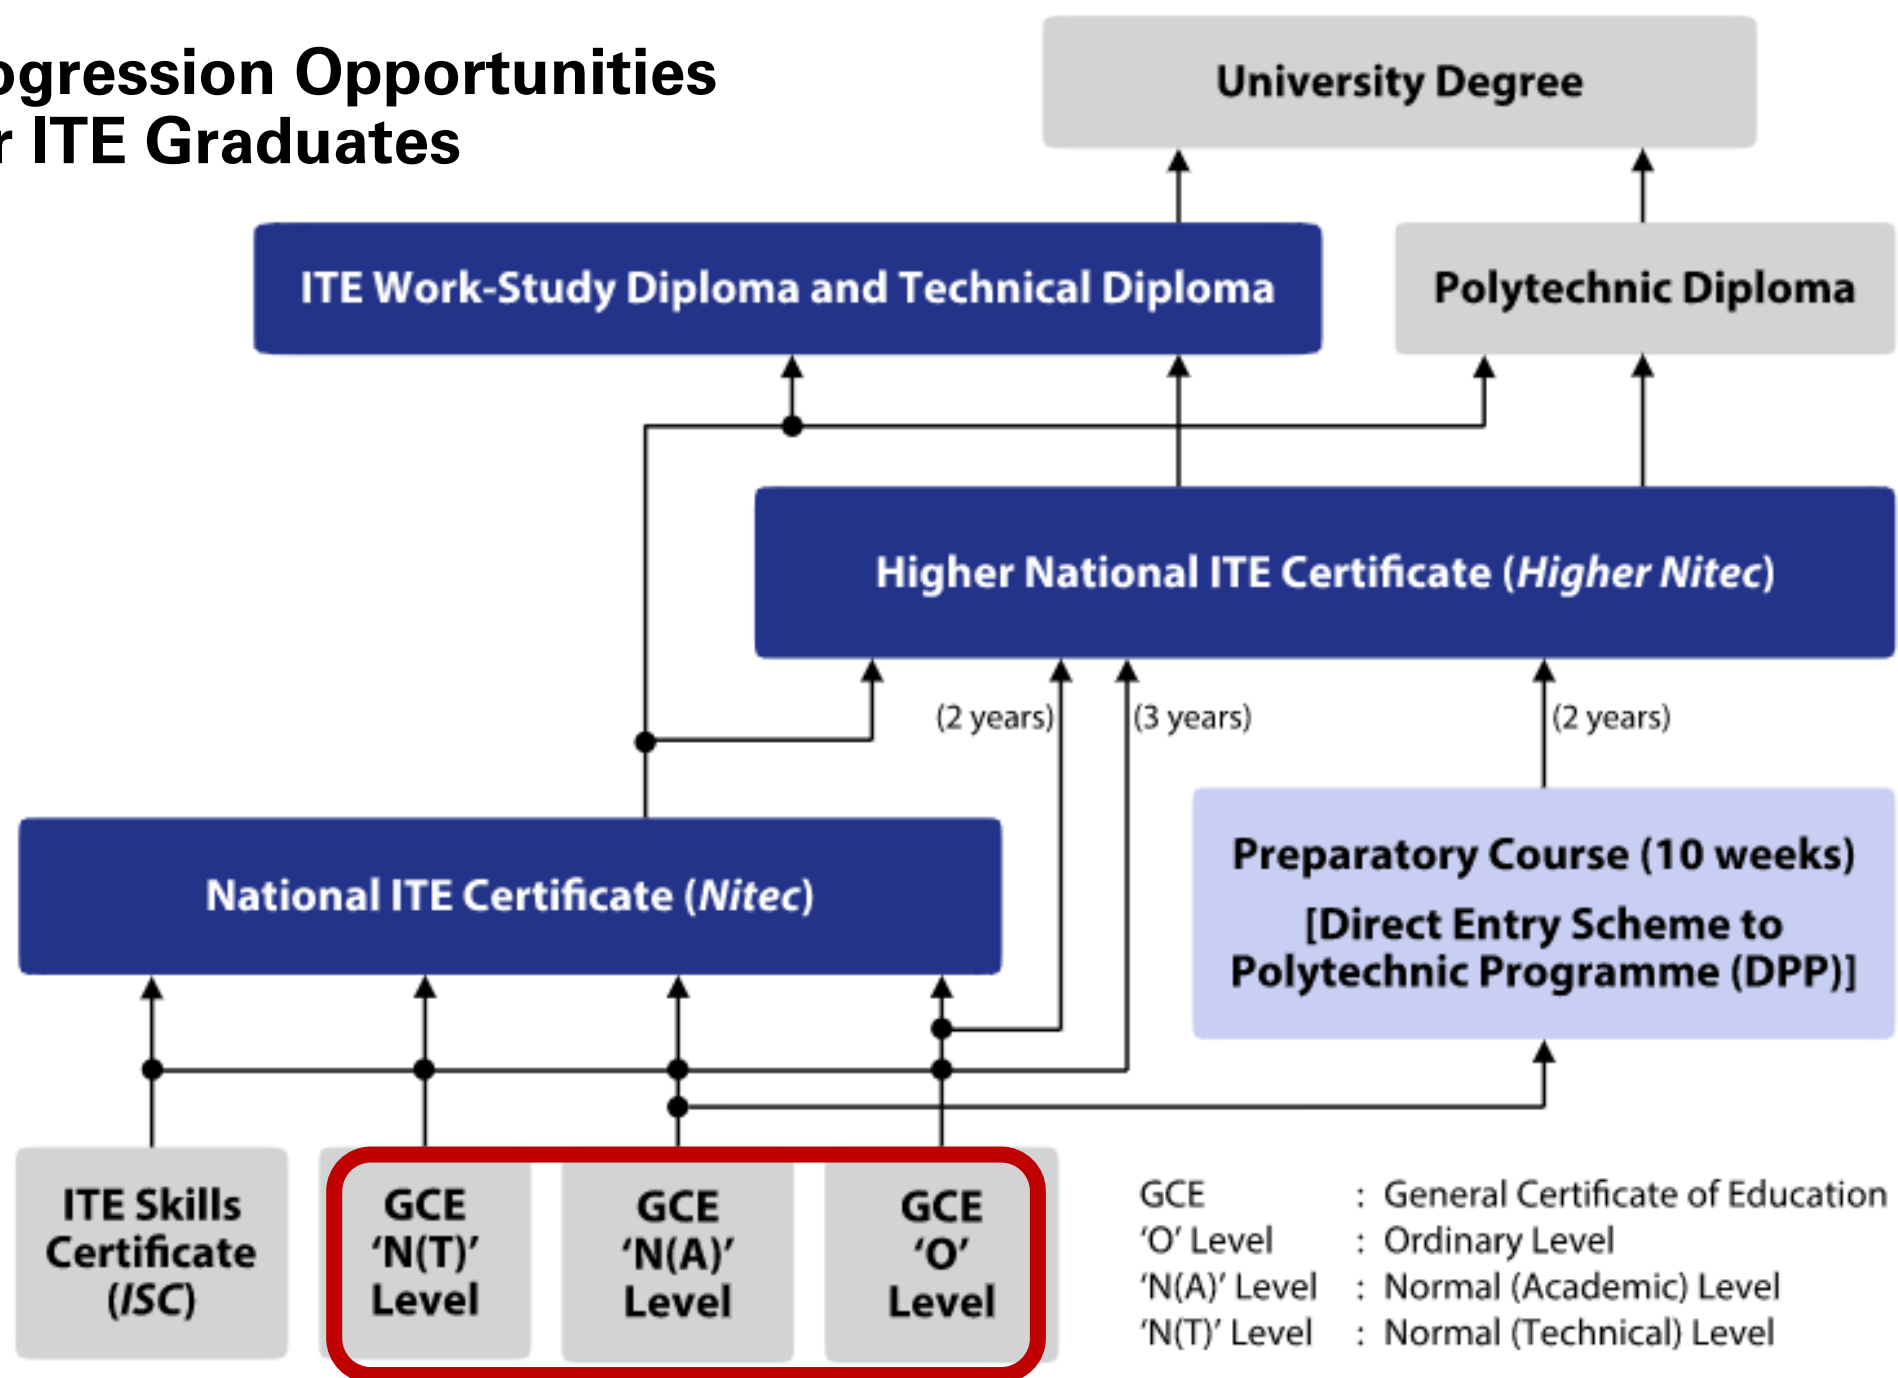 ogression Opportunities
r ITE Graduates
University Degree
ITE Work-Study Diploma and Technical Diploma
Polytechnic Diploma
Higher National ITE Certificate (Higher Nitec)
(2 years)
(3 years)
(2 years)
National ITE Certificate (Nitec)
Preparatory Course (10 weeks)
[Direct Entry Scheme to
Polytechnic Programme (DPP)]
ITE Skills
Certificate
(ISC)
GCE
‘N(T)’
Level
GCE
‘N(A)’
Level
GCE
‘O’
Level
GCE : General Certificate of Education
‘O’ Level : Ordinary Level
‘N(A)’ Level : Normal (Academic) Level
‘N(T)’ Level : Normal (Technical) Level